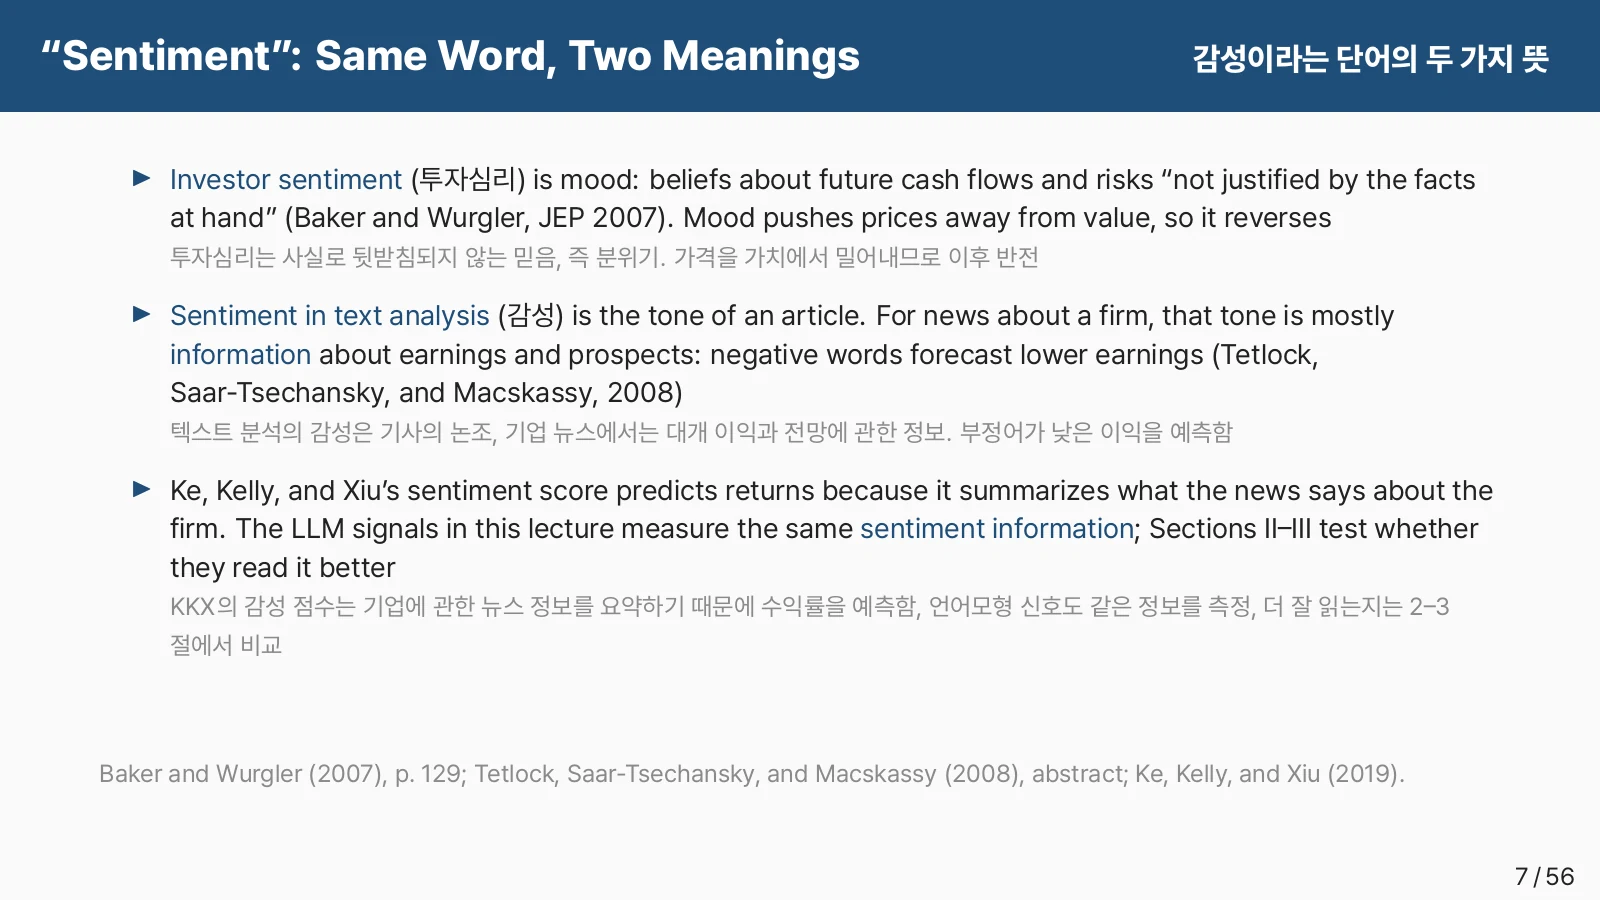 “Sentiment”: Same Word, Two Meanings
감성이라는 단어의 두 가지 뜻
Investor sentiment (투자심리) is mood: beliefs about future cash flows and risks “not justified by the facts
at hand” (Baker and Wurgler, JEP 2007). Mood pushes prices away from value, so it reverses
투자심리는 사실로 뒷받침되지 않는 믿음, 즉 분위기. 가격을 가치에서 밀어내므로 이후 반전
Sentiment in text analysis (감성) is the tone of an article. For news about a firm, that tone is mostly
information about earnings and prospects: negative words forecast lower earnings (Tetlock,
Saar-Tsechansky, and Macskassy, 2008)
텍스트 분석의 감성은 기사의 논조, 기업 뉴스에서는 대개 이익과 전망에 관한 정보. 부정어가 낮은 이익을 예측함
Ke, Kelly, and Xiu’s sentiment score predicts returns because it summarizes what the news says about the
firm. The LLM signals in this lecture measure the same sentiment information; Sections II–III test whether
they read it better
KKX의 감성 점수는 기업에 관한 뉴스 정보를 요약하기 때문에 수익률을 예측함, 언어모형 신호도 같은 정보를 측정, 더 잘 읽는지는 2–3
절에서 비교
Baker and Wurgler (2007), p. 129; Tetlock, Saar-Tsechansky, and Macskassy (2008), abstract; Ke, Kelly, and Xiu (2019).
7 / 56